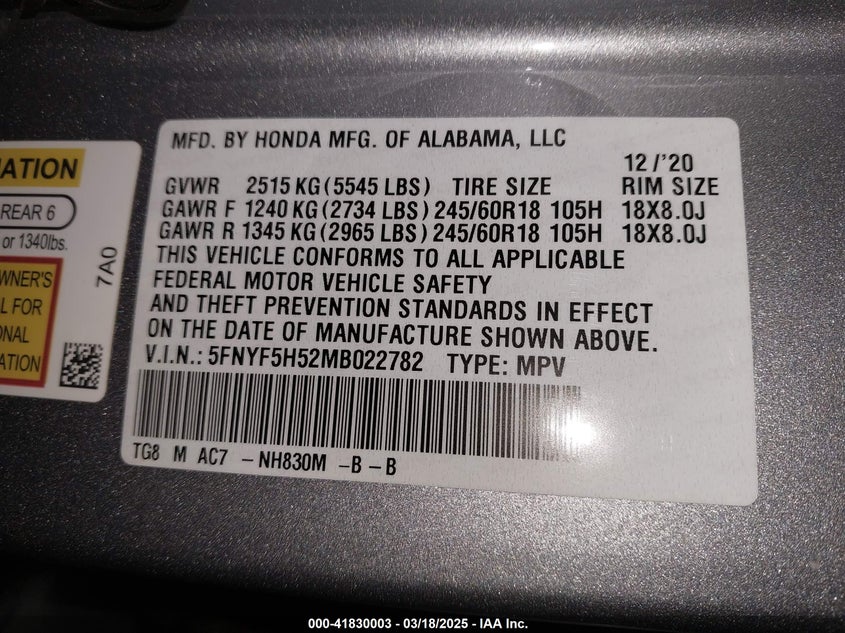 MATION
REAR 6
or 1340lbs.
WNER'S
L FOR
ONAL
ATION
7A0
MFD. BY HONDA MFG. OF ALABAMA, LLC
12/'20
GVWR 2515 KG (5545 LBS) TIRE SIZE RIM SIZE
GAWR F 1240 KG (2734 LBS) 245/60R18 105H 18X8.0J
GAWR R 1345 KG (2965 LBS) 245/60R18 105H 18X8.0J
THIS VEHICLE CONFORMS TO ALL APPLICABLE
FEDERAL MOTOR VEHICLE SAFETY
AND THEFT PREVENTION STANDARDS IN EFFECT
ON THE DATE OF MANUFACTURE SHOWN ABOVE.
V.I.N.: 5FNYF5H52MB022782 TYPE: MPV
TG8 M AC7 - NH830M - B - B
000-41830003 - 03/18/2025 - IAA Inc.